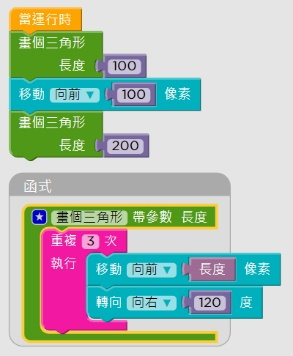 當運行時
畫個三角形
長度 100
移動 向前▼ 100 像素
畫個三角形
長度 200
函式
畫個三角形 帶參數 長度
重複 3 次
執行
移動 向前▼ 長度 像素
轉向 向右▼ 120 度